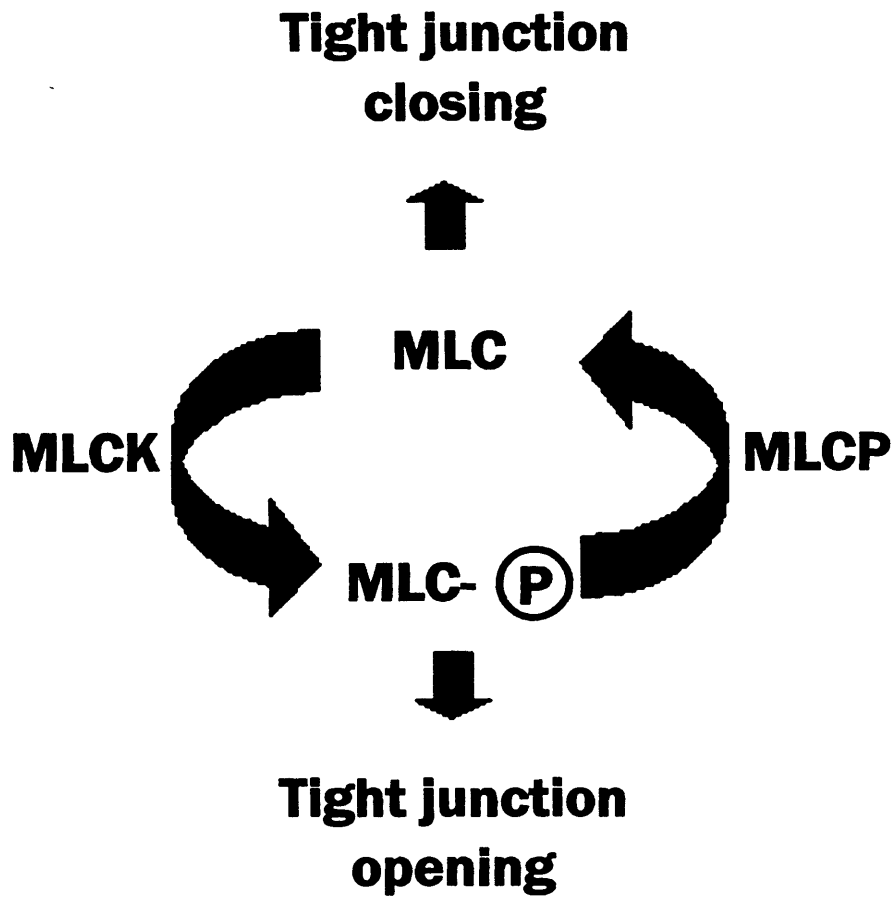 Tight junction
closing
MLC
MLCK
MLCP
MLC- P
Tight junction
opening